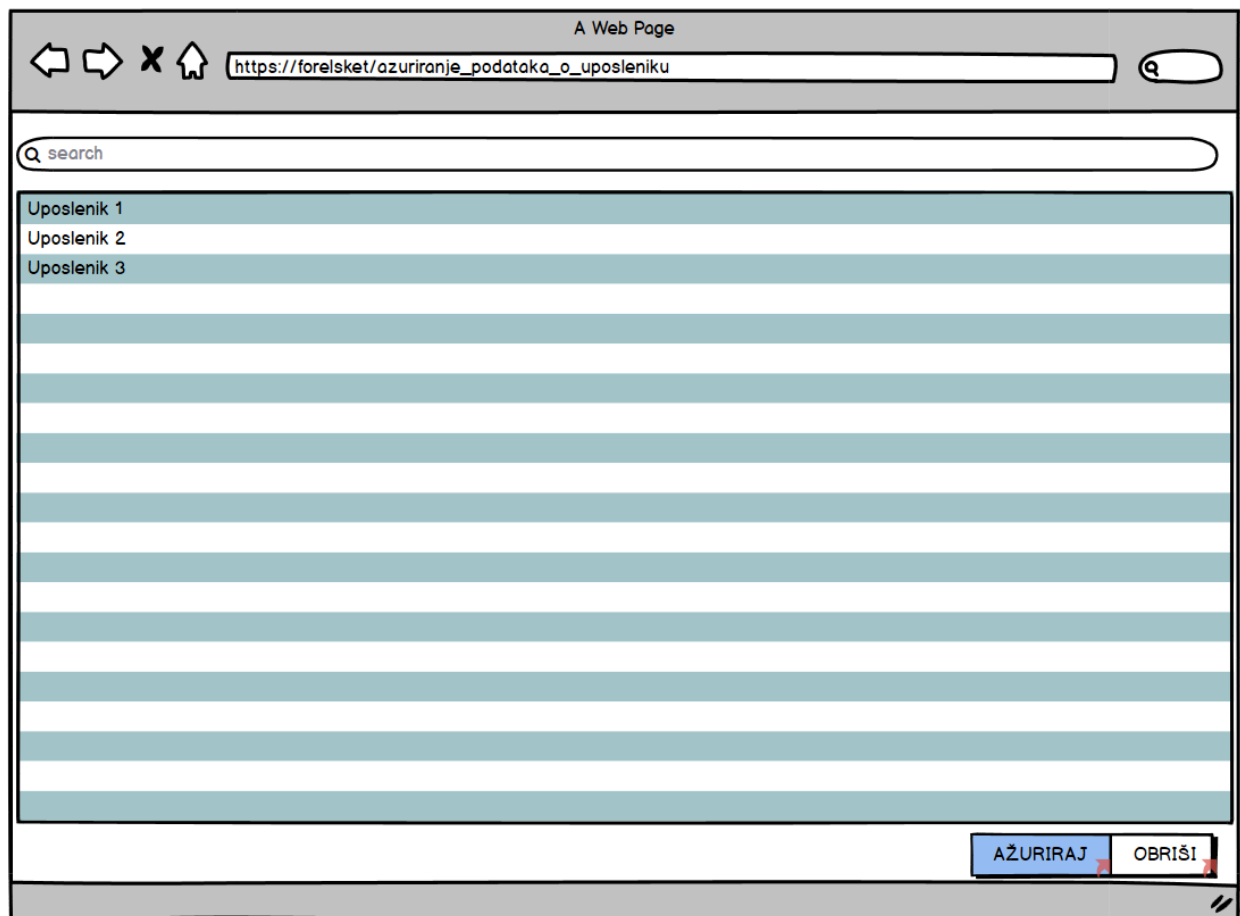 A Web Page
https://forelsket/azuriranje_podataka_o_uposleniku
search
Uposlenik 1
Uposlenik 2
Uposlenik 3
AŽURIRAJ OBRIŠI